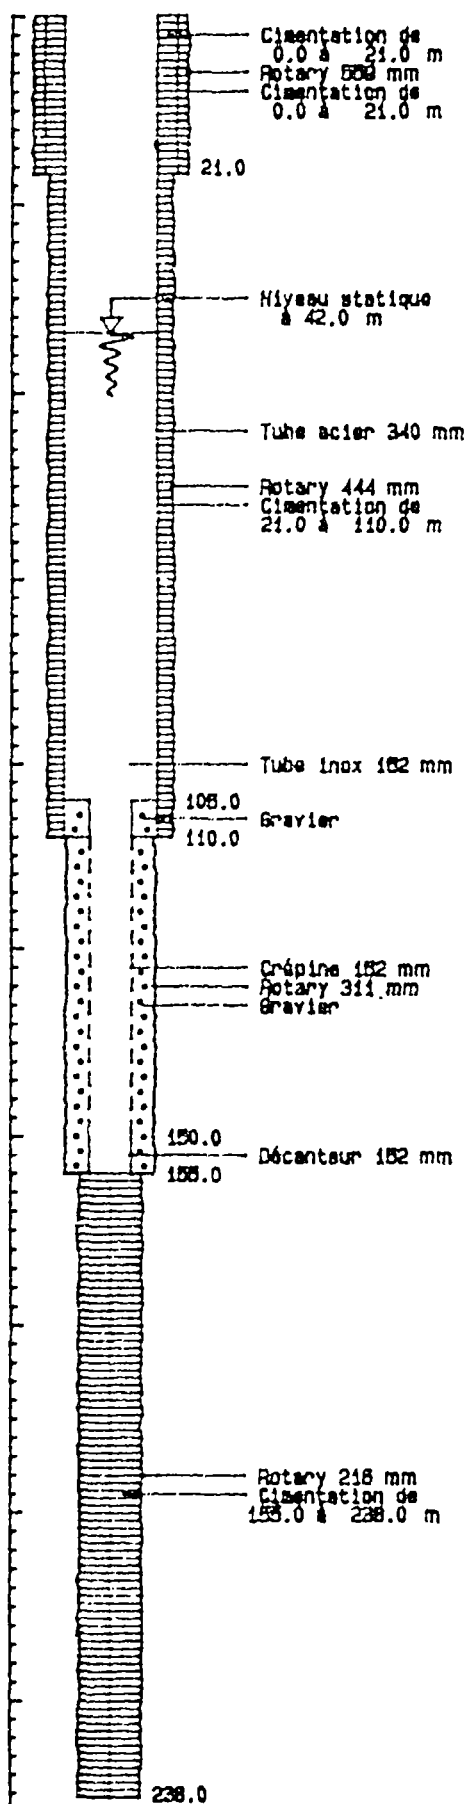 Cimentation de
0.0 à 21.0 m
Rotary 559 mm
Cimentation de
0.0 à 21.0 m
21.0
Niveau statique
à 42.0 m
Tube acier 340 mm
Rotary 444 mm
Cimentation de
21.0 à 110.0 m
Tube inox 152 mm
105.0
Gravier
110.0
Crépine 152 mm
Rotary 311 mm
Gravier
150.0
Décanteur 152 mm
155.0
Rotary 216 mm
Cimentation de
155.0 à 238.0 m
238.0